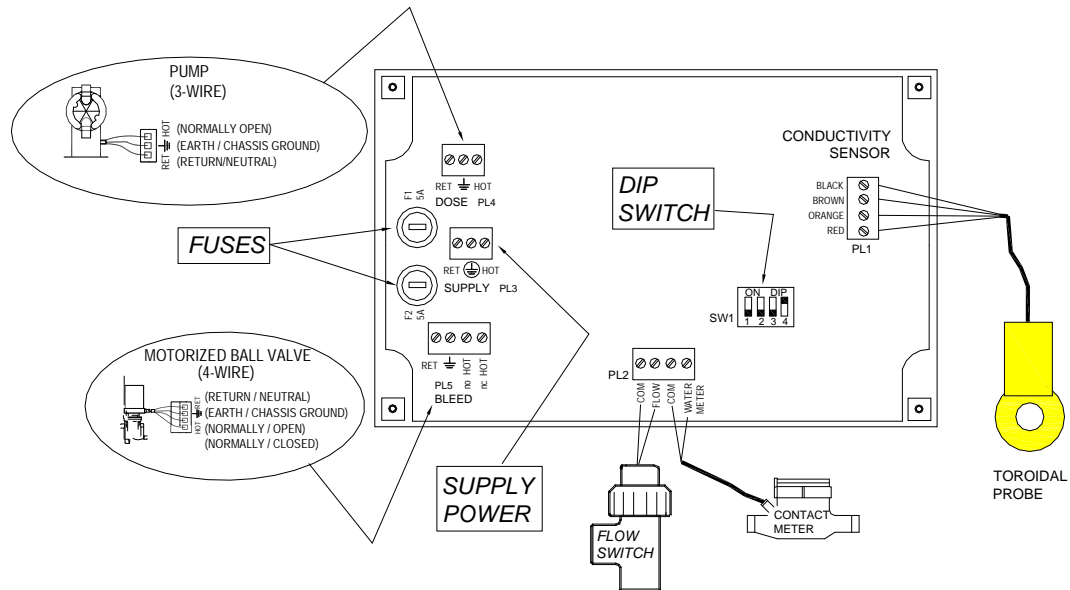 PUMP
(3-WIRE)
HOT
RET
(NORMALLY OPEN)
(EARTH / CHASSIS GROUND)
(RETURN/NEUTRAL)
FUSES
MOTORIZED BALL VALVE
(4-WIRE)
RET
HOT
(RETURN / NEUTRAL)
(EARTH / CHASSIS GROUND)
(NORMALLY / OPEN)
(NORMALLY / CLOSED)
RET HOT
DOSE PL4
F1
5A
RET HOT
SUPPLY PL3
F2
5A
RET
no HOT
nc HOT
PL5
BLEED
SUPPLY
POWER
DIP
SWITCH
ON DIP
SW1
1 2 3 4
CONDUCTIVITY
SENSOR
BLACK
BROWN
ORANGE
RED
PL1
PL2
COM
FLOW
COM
WATER
METER
FLOW
SWITCH
CONTACT
METER
TOROIDAL
PROBE